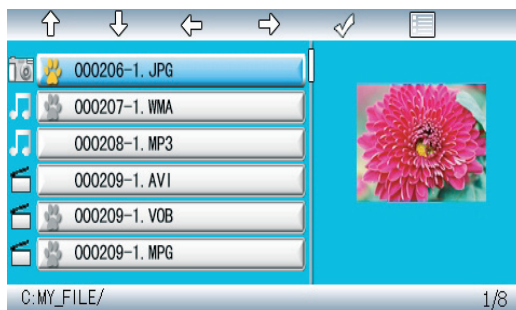 000206-1. JPG
000207-1. WMA
000208-1. MP3
000209-1. AVI
000209-1. VOB
000209-1. MPG
C:MY_FILE/ 1/8